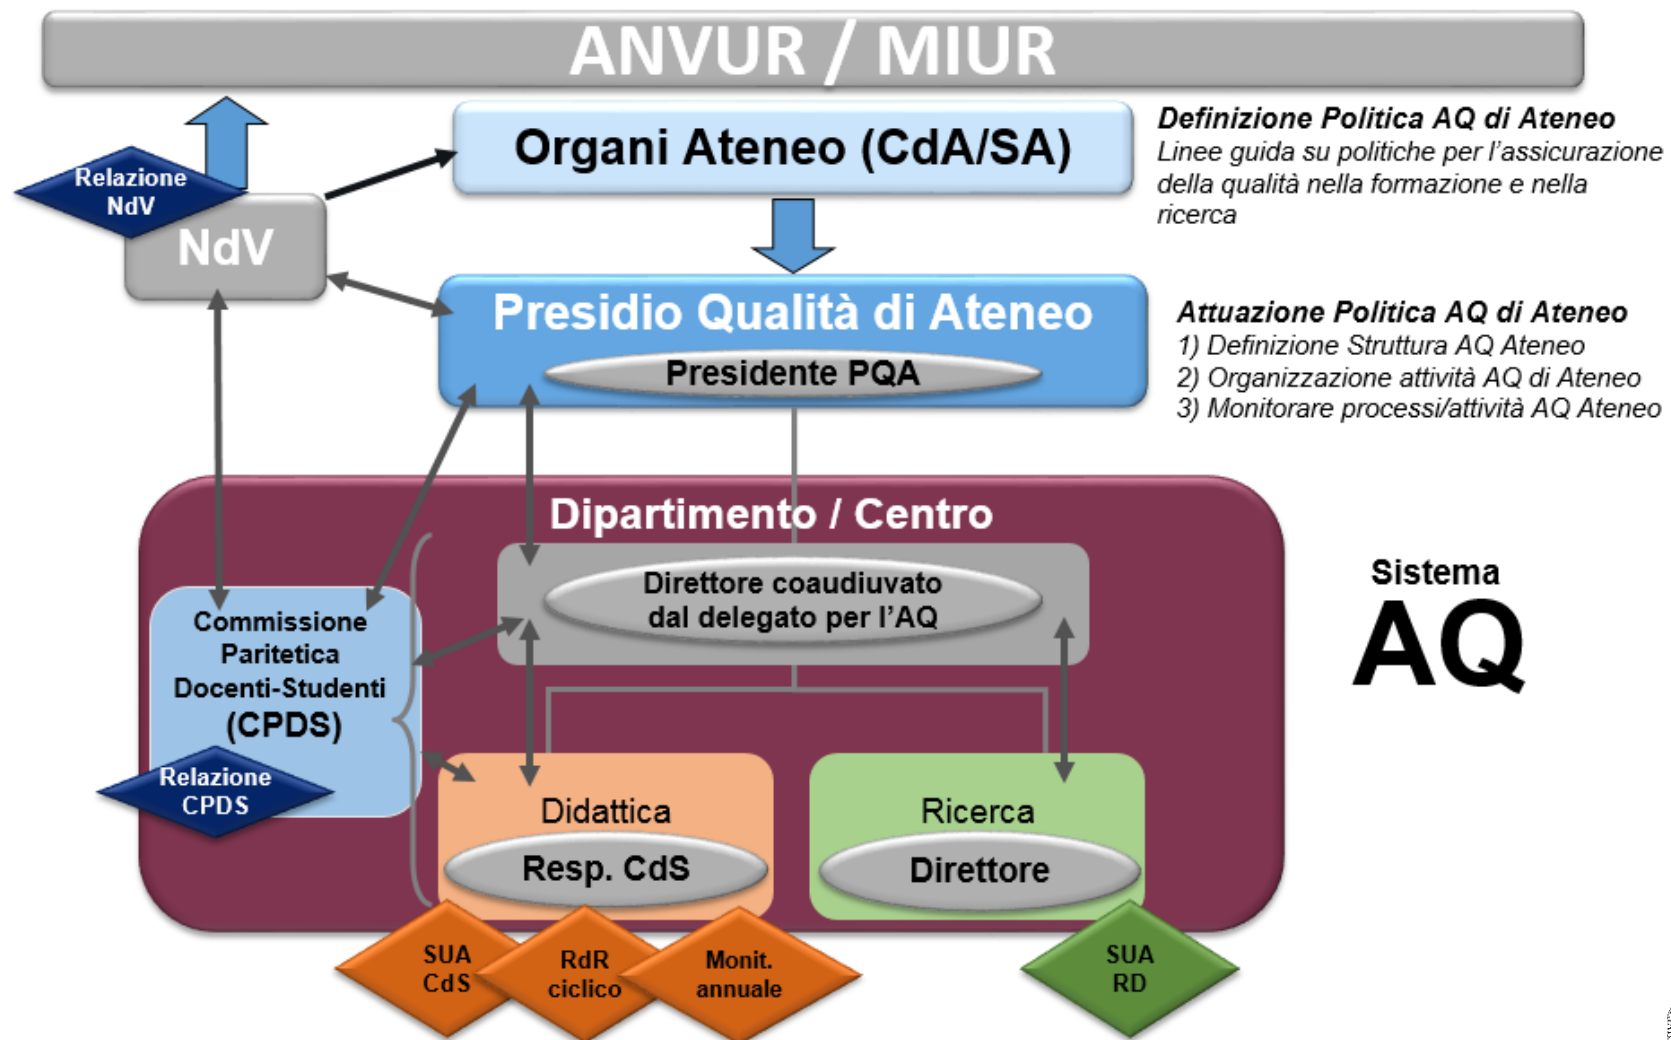 ANVUR / MIUR
Organi Ateneo (CdA/SA)
Definizione Politica AQ di Ateneo
Linee guida su politiche per l'assicurazione
della qualità nella formazione e nella
ricerca
Relazione
NdV
NdV
Presidio Qualità di Ateneo
Presidente PQA
Attuazione Politica AQ di Ateneo
1) Definizione Struttura AQ Ateneo
2) Organizzazione attività AQ di Ateneo
3) Monitorare processi/attività AQ Ateneo
Dipartimento / Centro
Direttore coaudiuvato
dal delegato per l'AQ
Sistema
AQ
Commissione
Paritetica
Docenti-Studenti
(CPDS)
Relazione
CPDS
Didattica
Resp. CdS
Ricerca
Direttore
SUA
CdS
RdR
ciclico
Monit.
annuale
SUA
RD